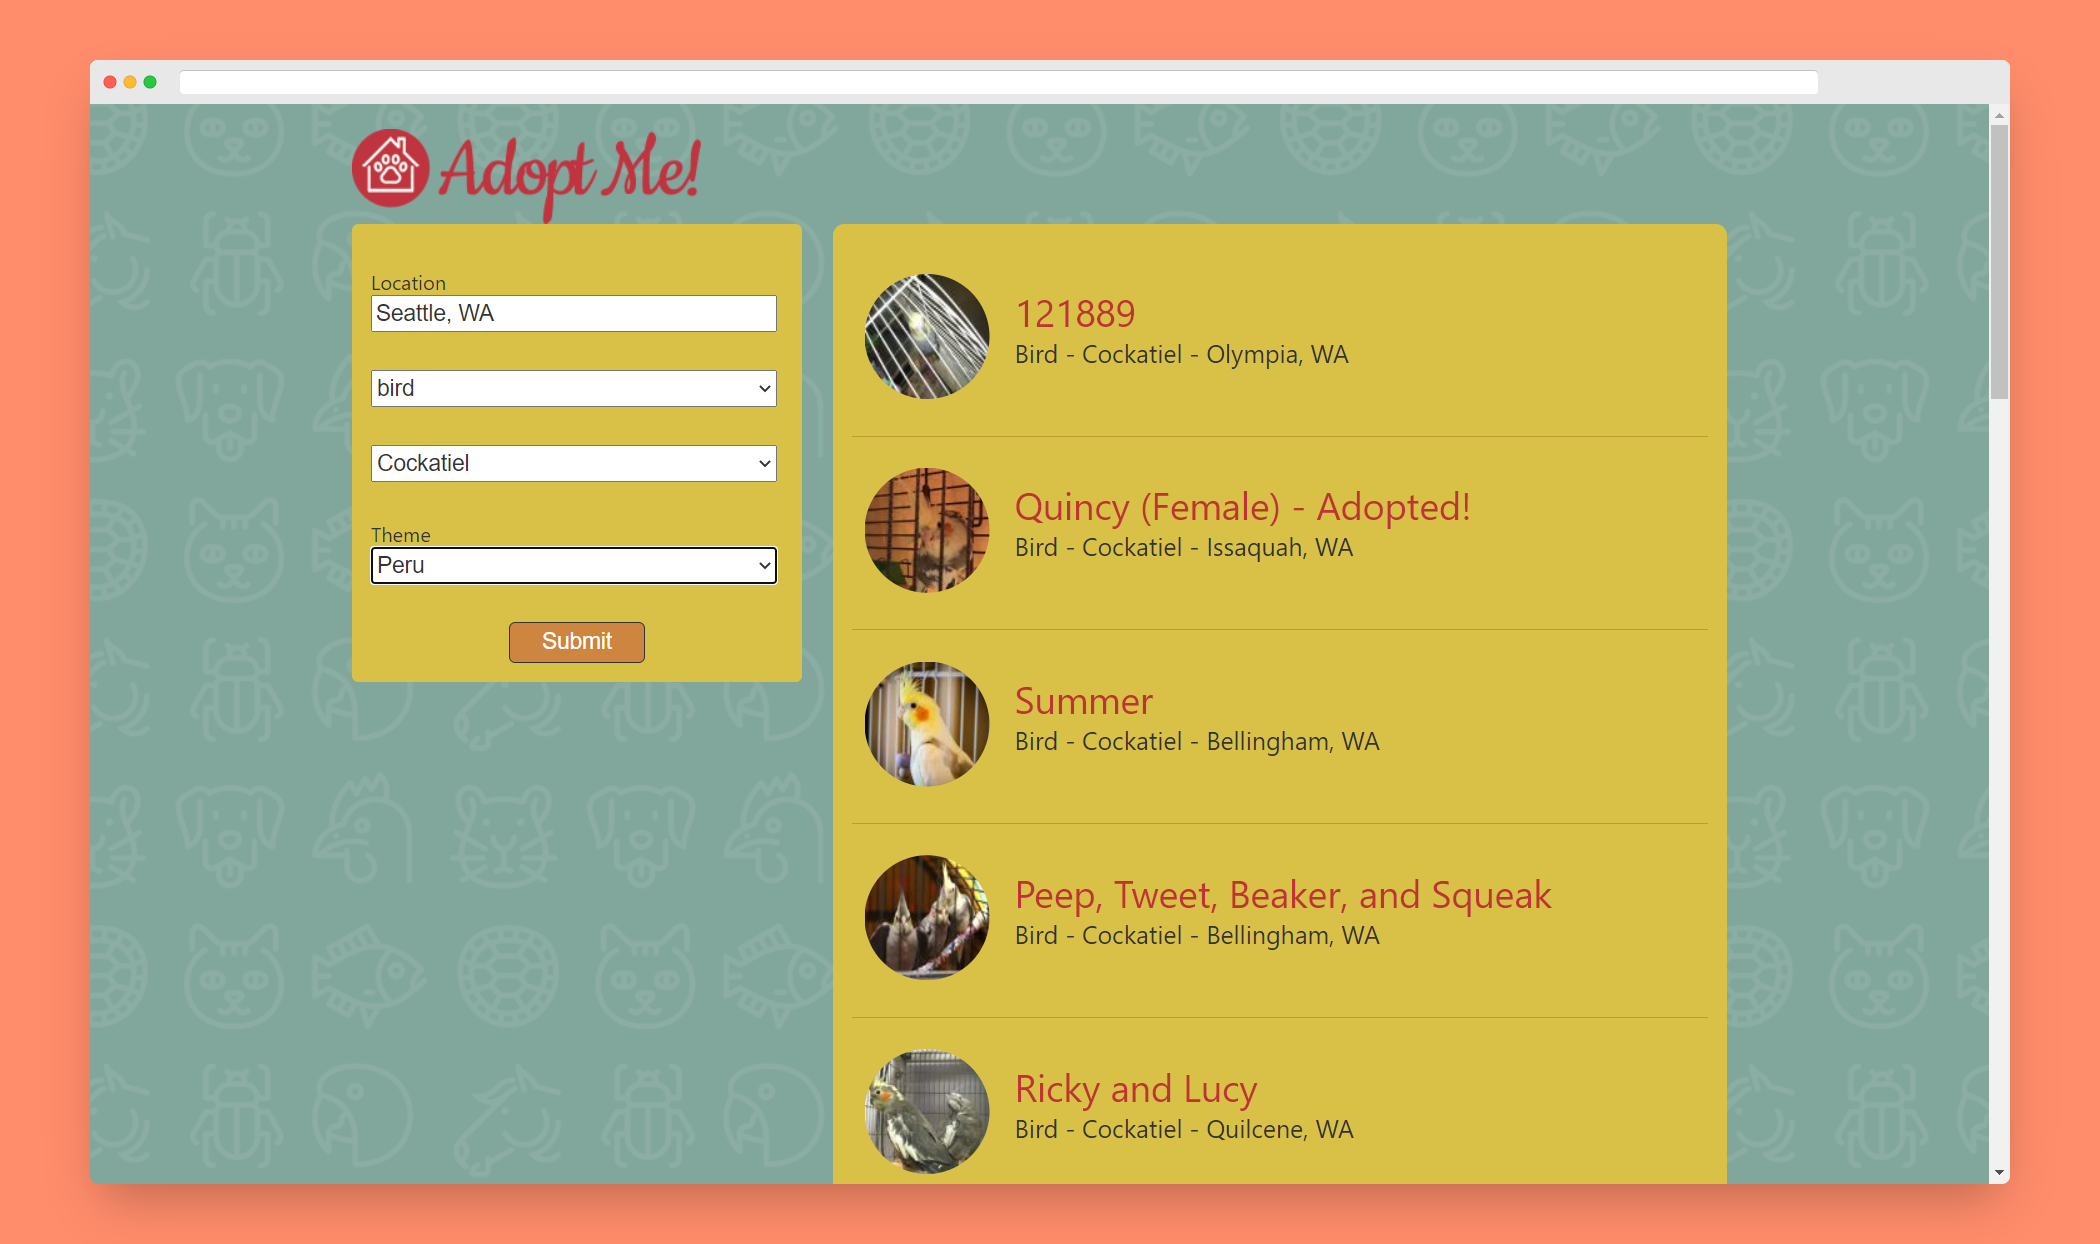 Adopt Me!
Location
Seattle, WA
bird
Cockatiel
Theme
Peru
Submit
121889
Bird - Cockatiel - Olympia, WA
Quincy (Female) - Adopted!
Bird - Cockatiel - Issaquah, WA
Summer
Bird - Cockatiel - Bellingham, WA
Peep, Tweet, Beaker, and Squeak
Bird - Cockatiel - Bellingham, WA
Ricky and Lucy
Bird - Cockatiel - Quilcene, WA